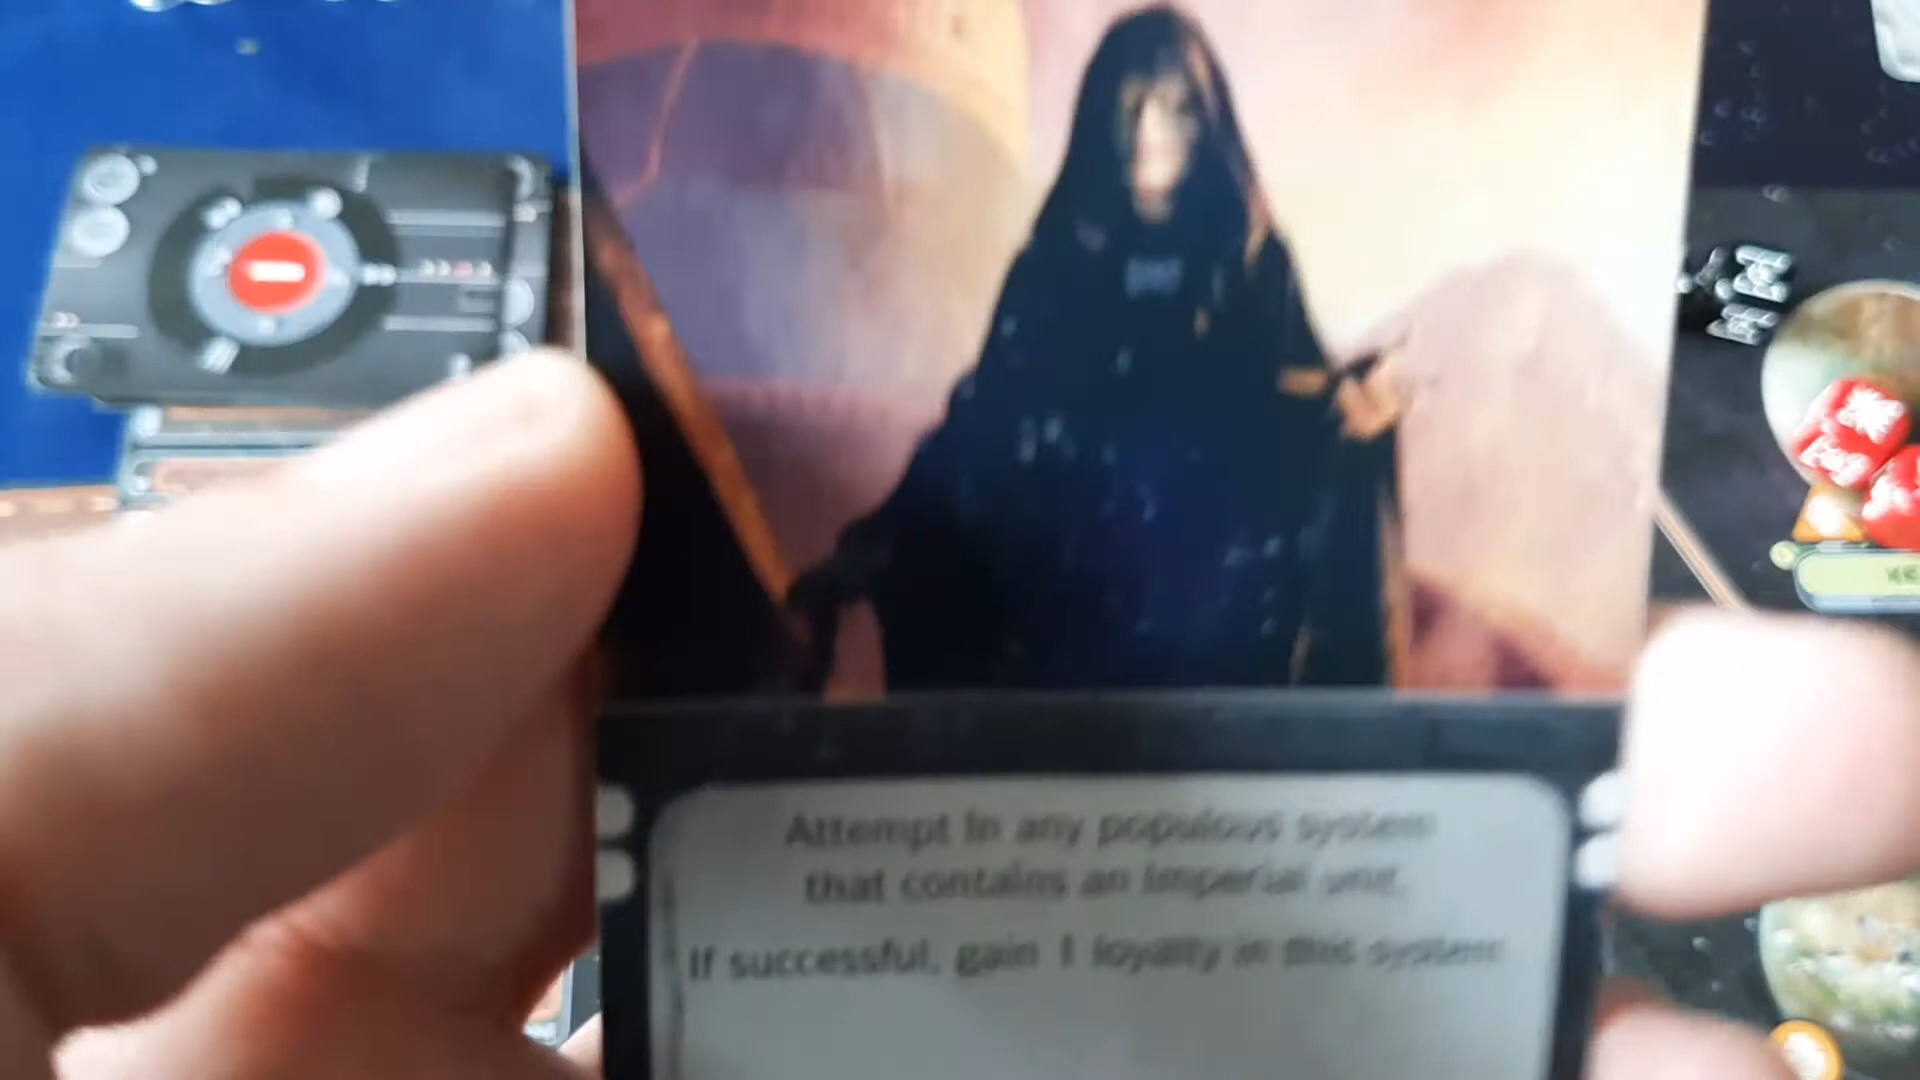 Attempt in any populous system
that contains an Imperial unit.
If successful, gain 1 loyalty in this system